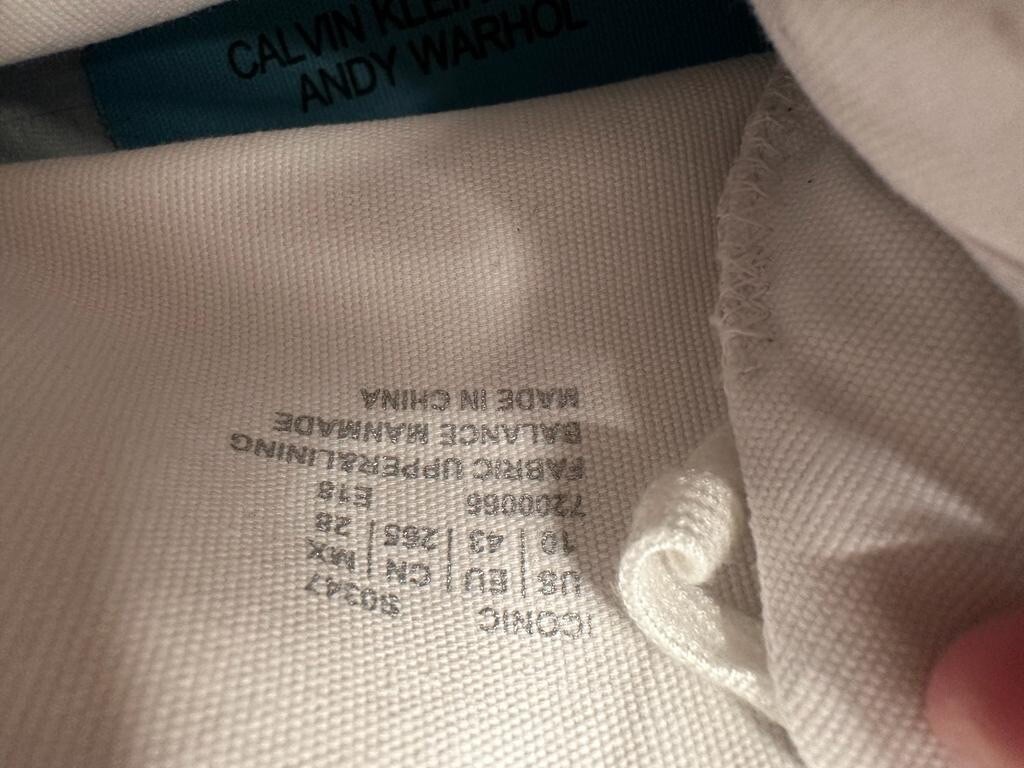 CALVIN KLEIN
ANDY WARHOL
ICONIC S0347
US | EU | CN | MX
10 | 43 | 265 | 28
7200066 E18
FABRIC UPPER&LINING
BALANCE MANMADE
MADE IN CHINA